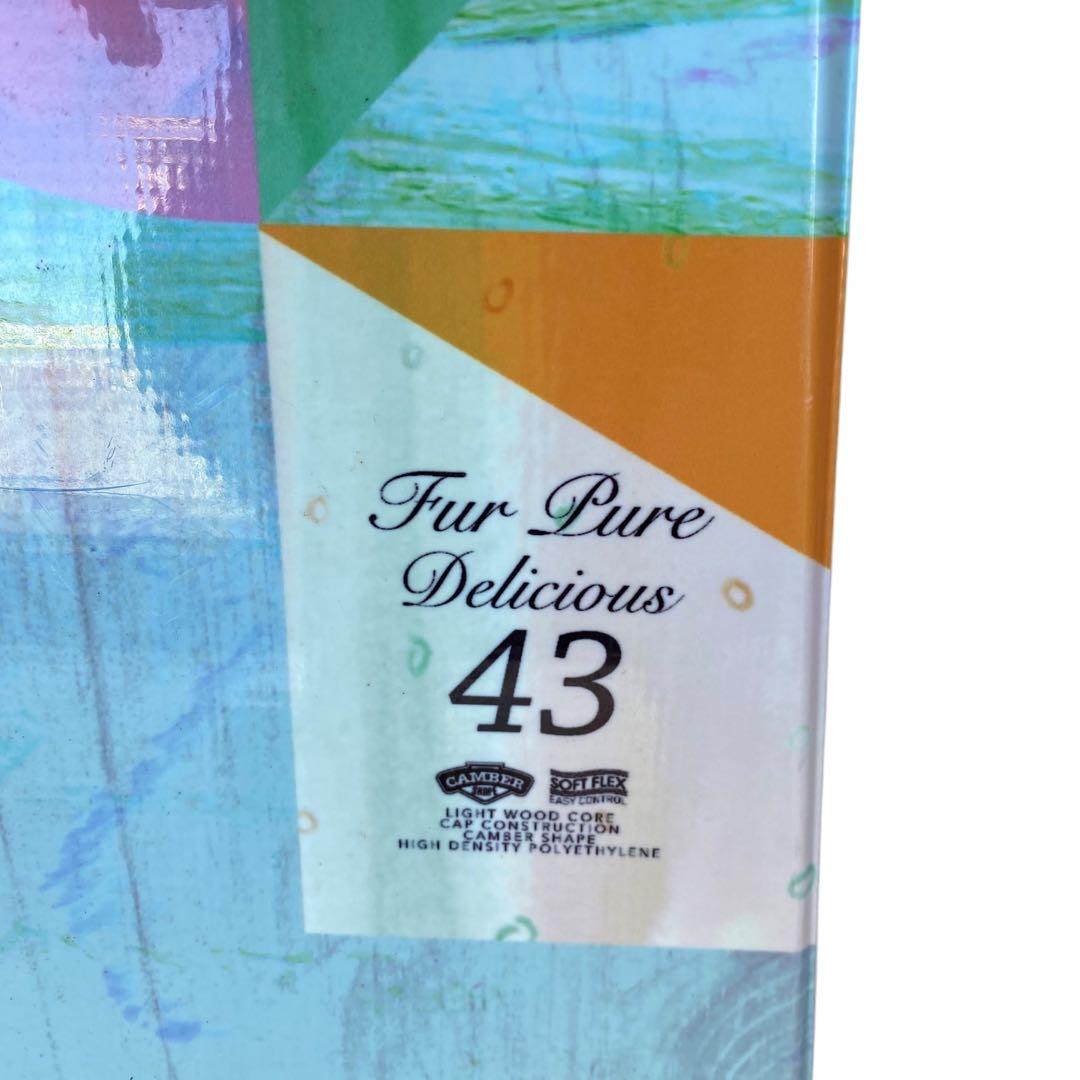 Fur Pure
Delicious
43
CAMBER
SHAPE
SOFT FLEX
EASY CONTROL
LIGHT WOOD CORE
CAP CONSTRUCTION
CAMBER SHAPE
HIGH DENSITY POLYETHYLENE